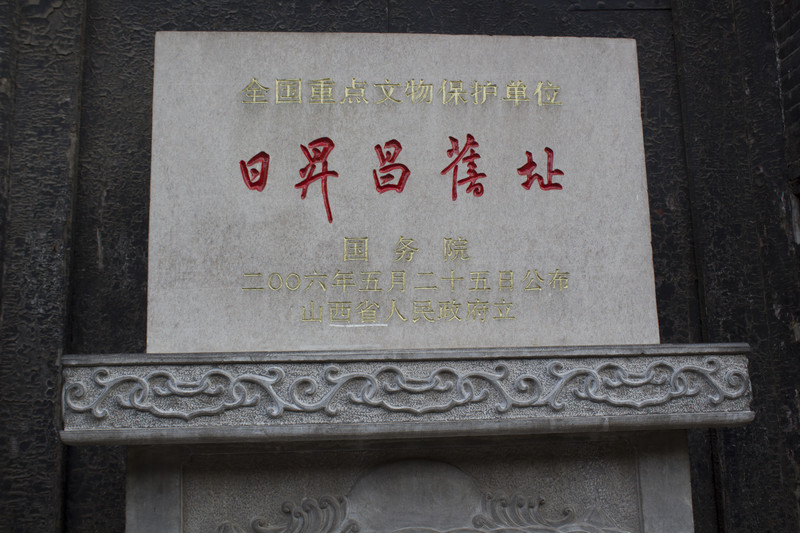 全国重点文物保护单位
日昇昌舊址
国务院
二〇〇六年五月二十五日公布
山西省人民政府立